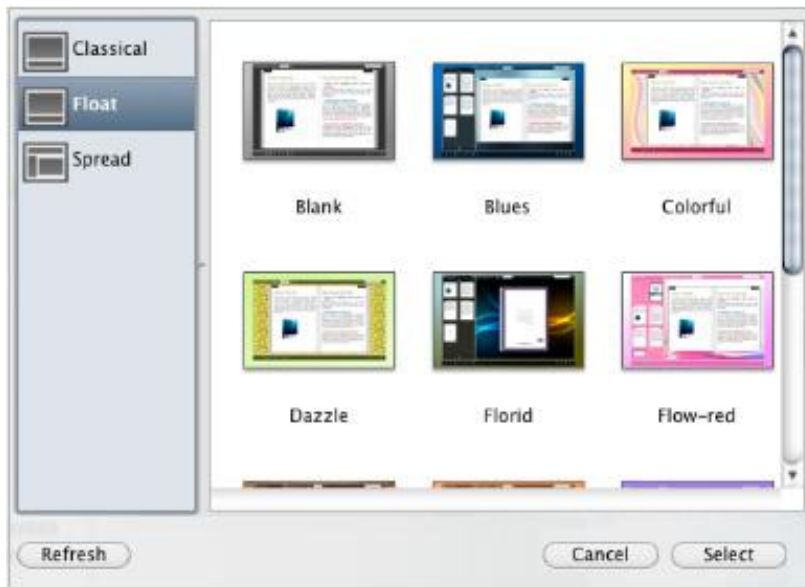 Classical
Float
Spread
Blank Blues Colorful
Dazzle Florid Flow-red
Refresh Cancel Select